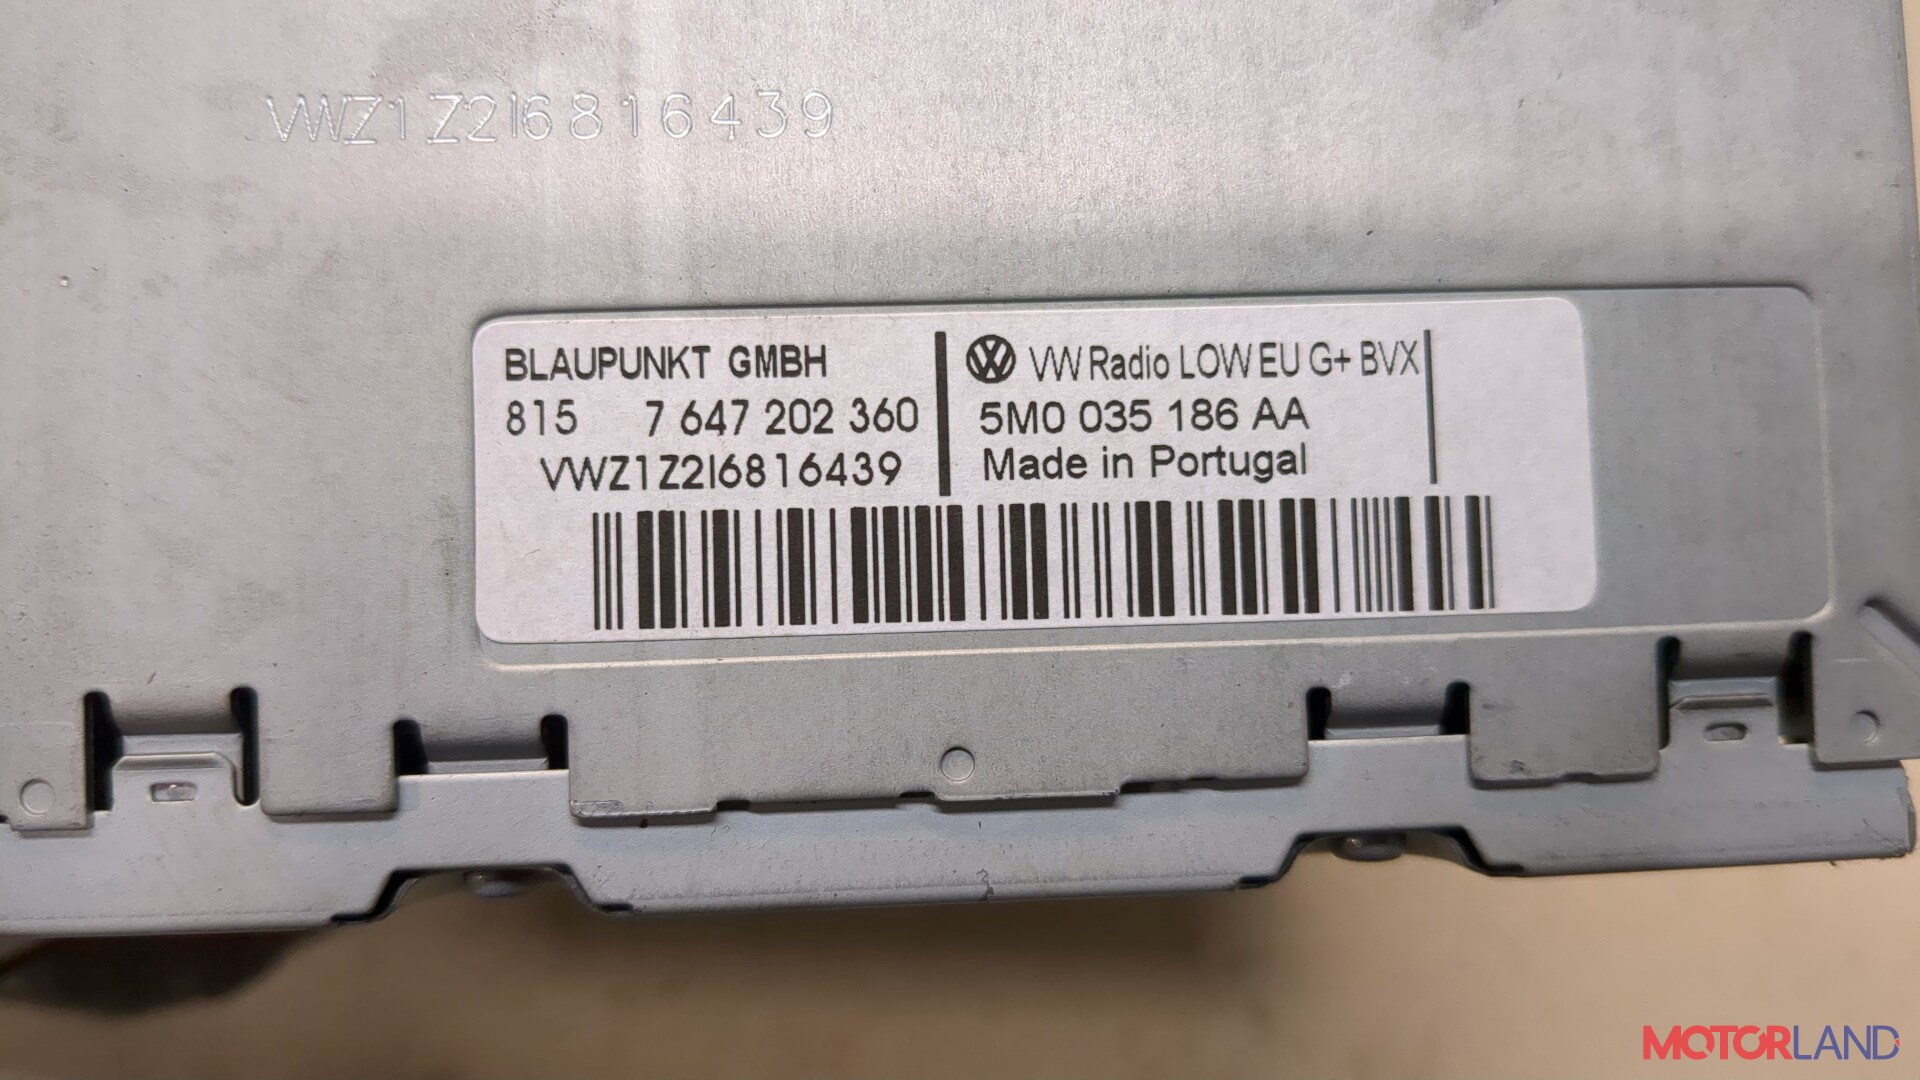 VWZ1Z2I6816439
BLAUPUNKT GMBH
815 7 647 202 360
VWZ1Z2I6816439
VW Radio LOW EU G+ BVX
5M0 035 186 AA
Made in Portugal
MOTORLAND